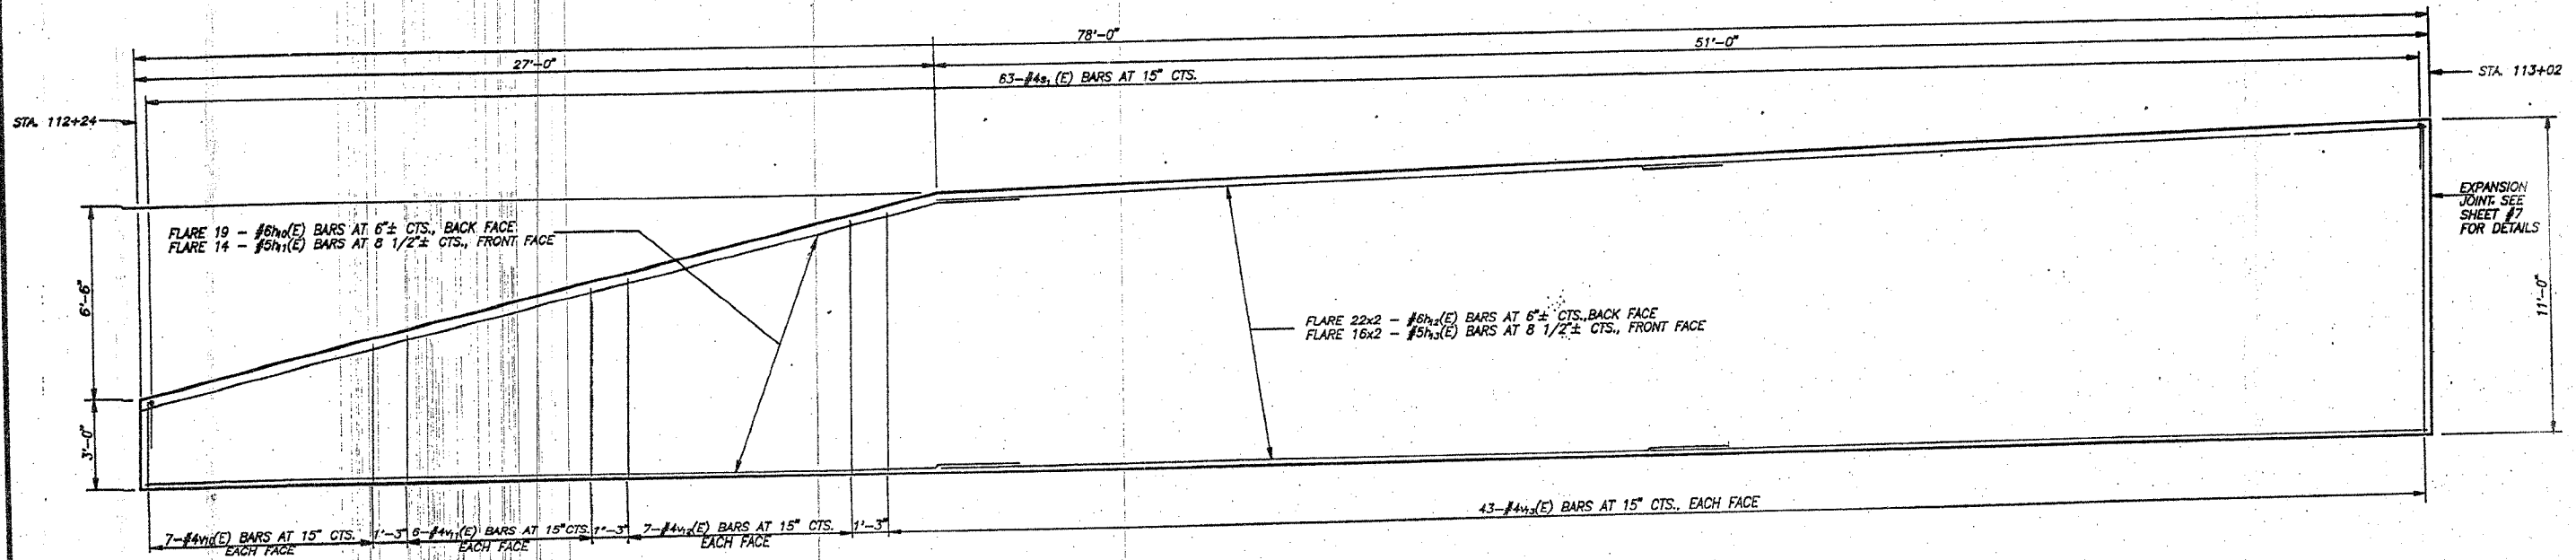 78'-0"
27'-0"
51'-0"
63-#4s1 (E) BARS AT 15" CTS.
STA. 113+02
STA. 112+24
FLARE 19 - #6h10(E) BARS AT 6"± CTS., BACK FACE
FLARE 14 - #5h11(E) BARS AT 8 1/2"± CTS., FRONT FACE
EXPANSION
JOINT. SEE
SHEET #7
FOR DETAILS
6'-6"
11'-0"
FLARE 22x2 - #6h12(E) BARS AT 6"± CTS.,BACK FACE
FLARE 16x2 - #5h13(E) BARS AT 8 1/2"± CTS., FRONT FACE
3'-0"
43-#4v13(E) BARS AT 15" CTS., EACH FACE
7-#4v10(E) BARS AT 15" CTS.
EACH FACE
1'-3"
6-#4v11(E) BARS AT 15"CTS.
EACH FACE
1'-3"
7-#4v12(E) BARS AT 15" CTS.
EACH FACE
1'-3"